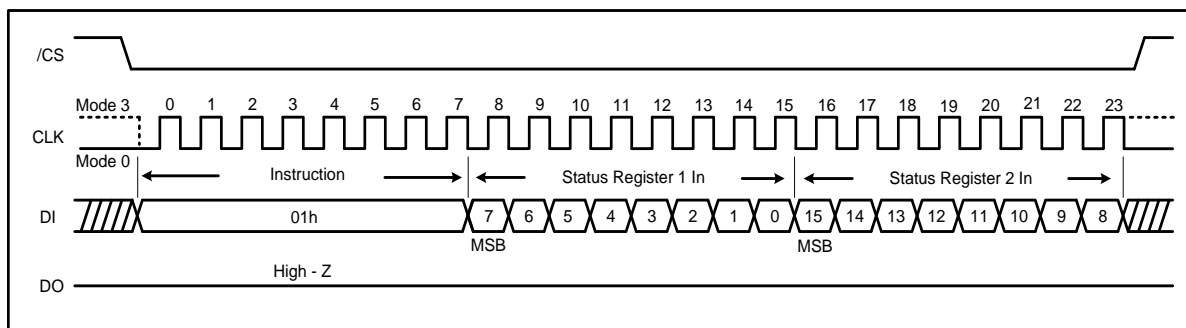 /CS
Mode 3 0 1 2 3 4 5 6 7 8 9 10 11 12 13 14 15 16 17 18 19 20 21 22 23
CLK
Mode 0
Instruction Status Register 1 In Status Register 2 In
DI 01h 7 6 5 4 3 2 1 0 15 14 13 12 11 10 9 8
MSB MSB
High - Z
DO